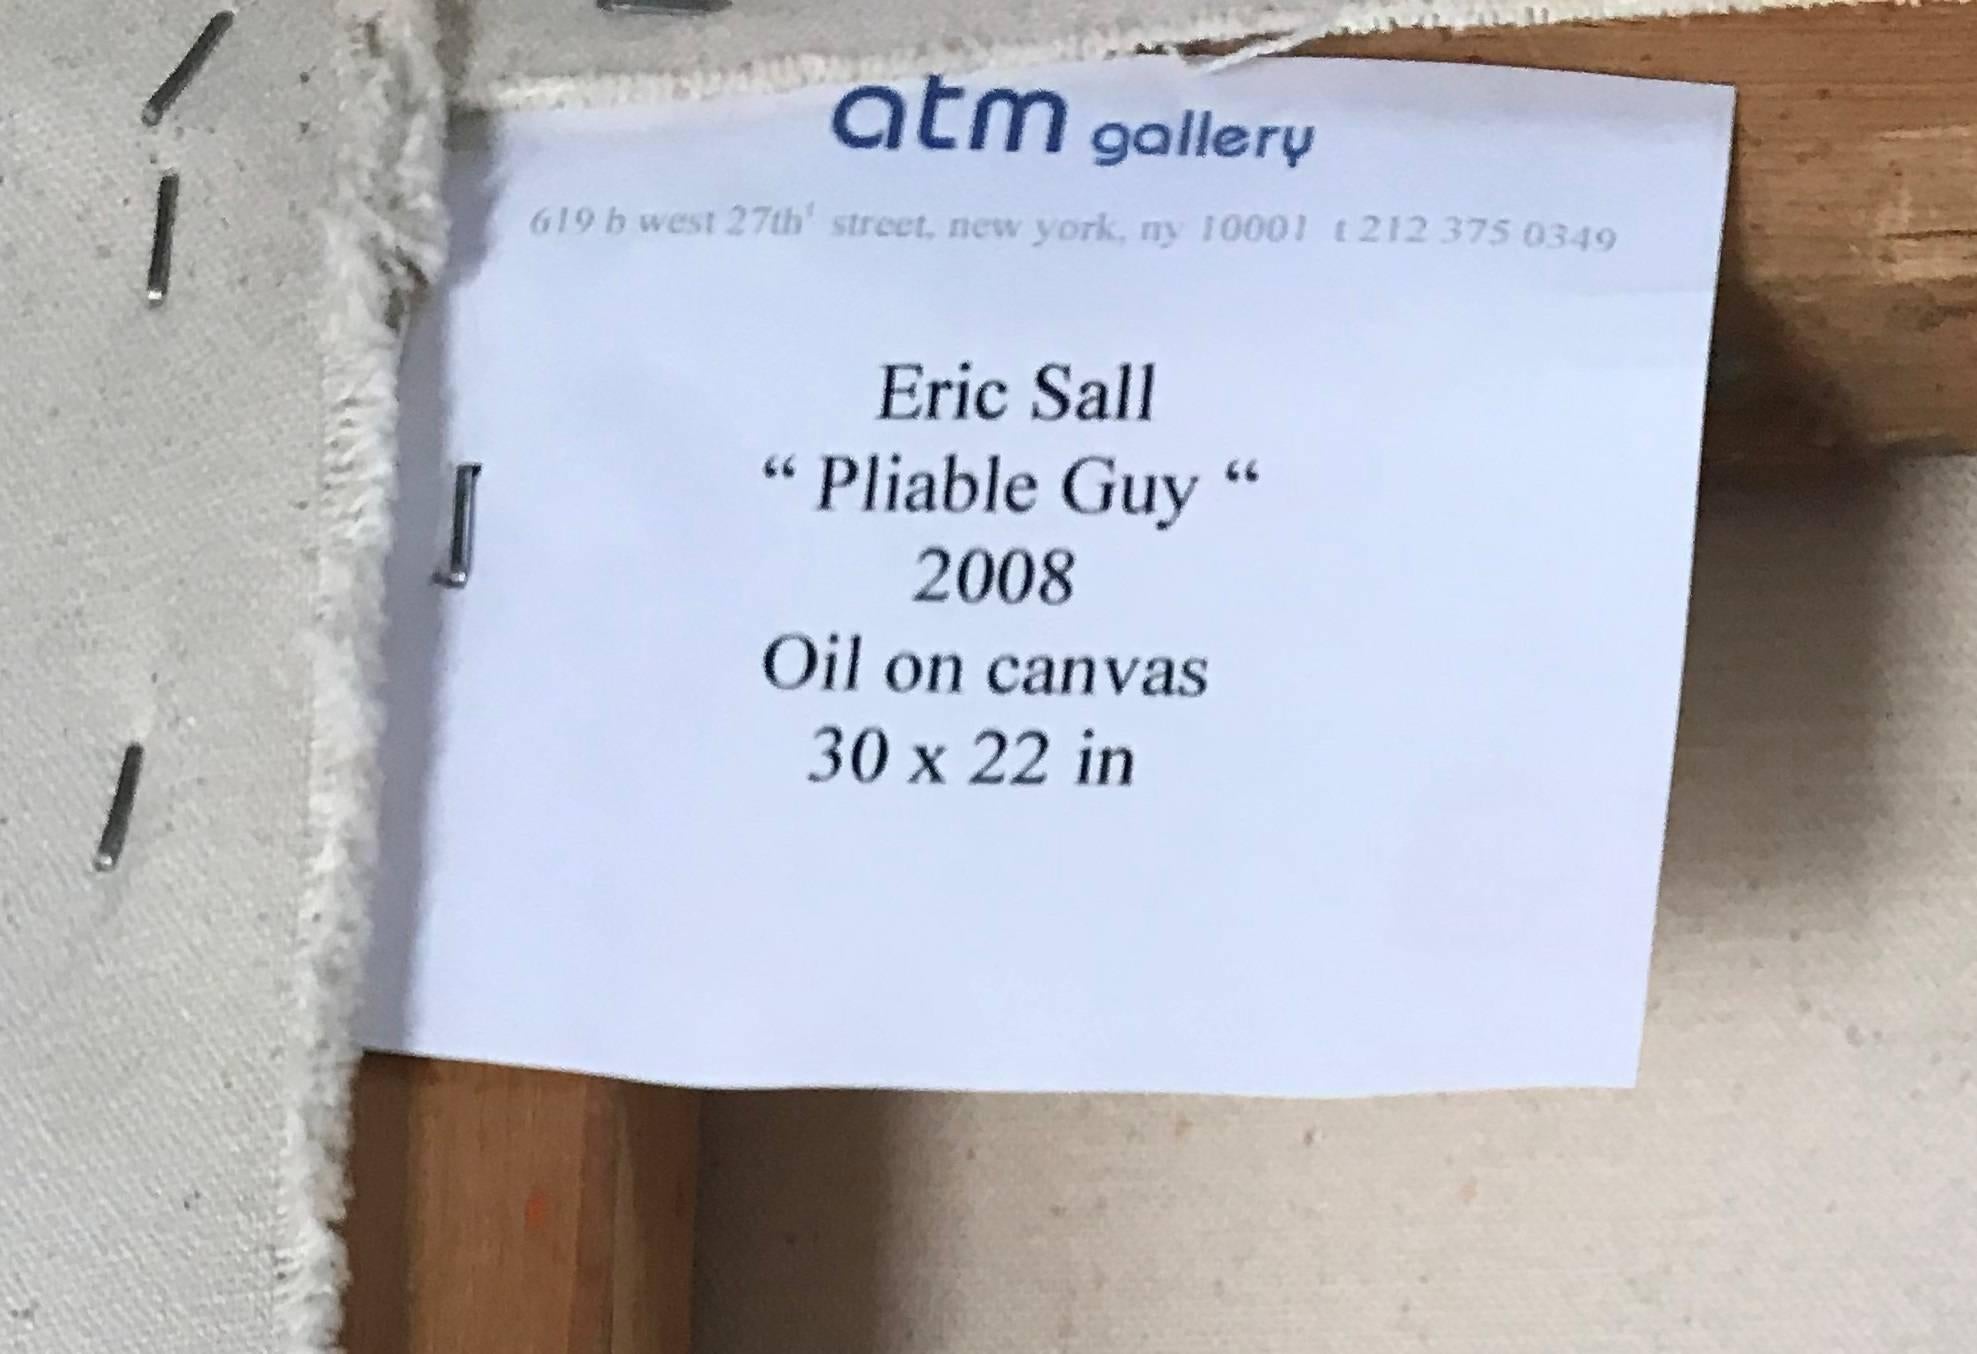 atm gallery
619 b west 27th' street, new york, ny 10001 t 212 375 0349
Eric Sall
“ Pliable Guy “
2008
Oil on canvas
30 x 22 in